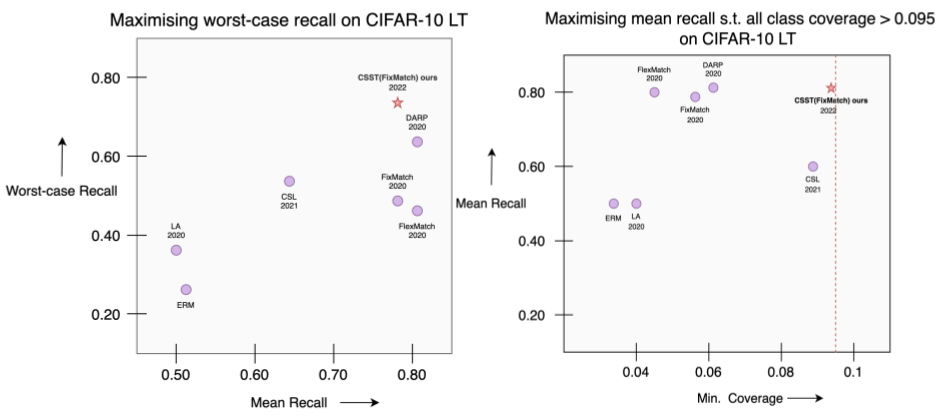 Maximising worst-case recall on CIFAR-10 LT
0.80
0.60
0.40
0.20
Worst-case Recall
CSST(FixMatch) ours
2022
DARP
2020
CSL
2021
FixMatch
2020
FlexMatch
2020
LA
2020
ERM
0.50
0.60
0.70
0.80
Mean Recall
Maximising mean recall s.t. all class coverage > 0.095
on CIFAR-10 LT
0.80
0.60
0.40
0.20
Mean Recall
FlexMatch
2020
DARP
2020
FixMatch
2020
CSST(FixMatch) ours
2022
CSL
2021
ERM
LA
2020
0.04
0.06
0.08
0.1
Min. Coverage